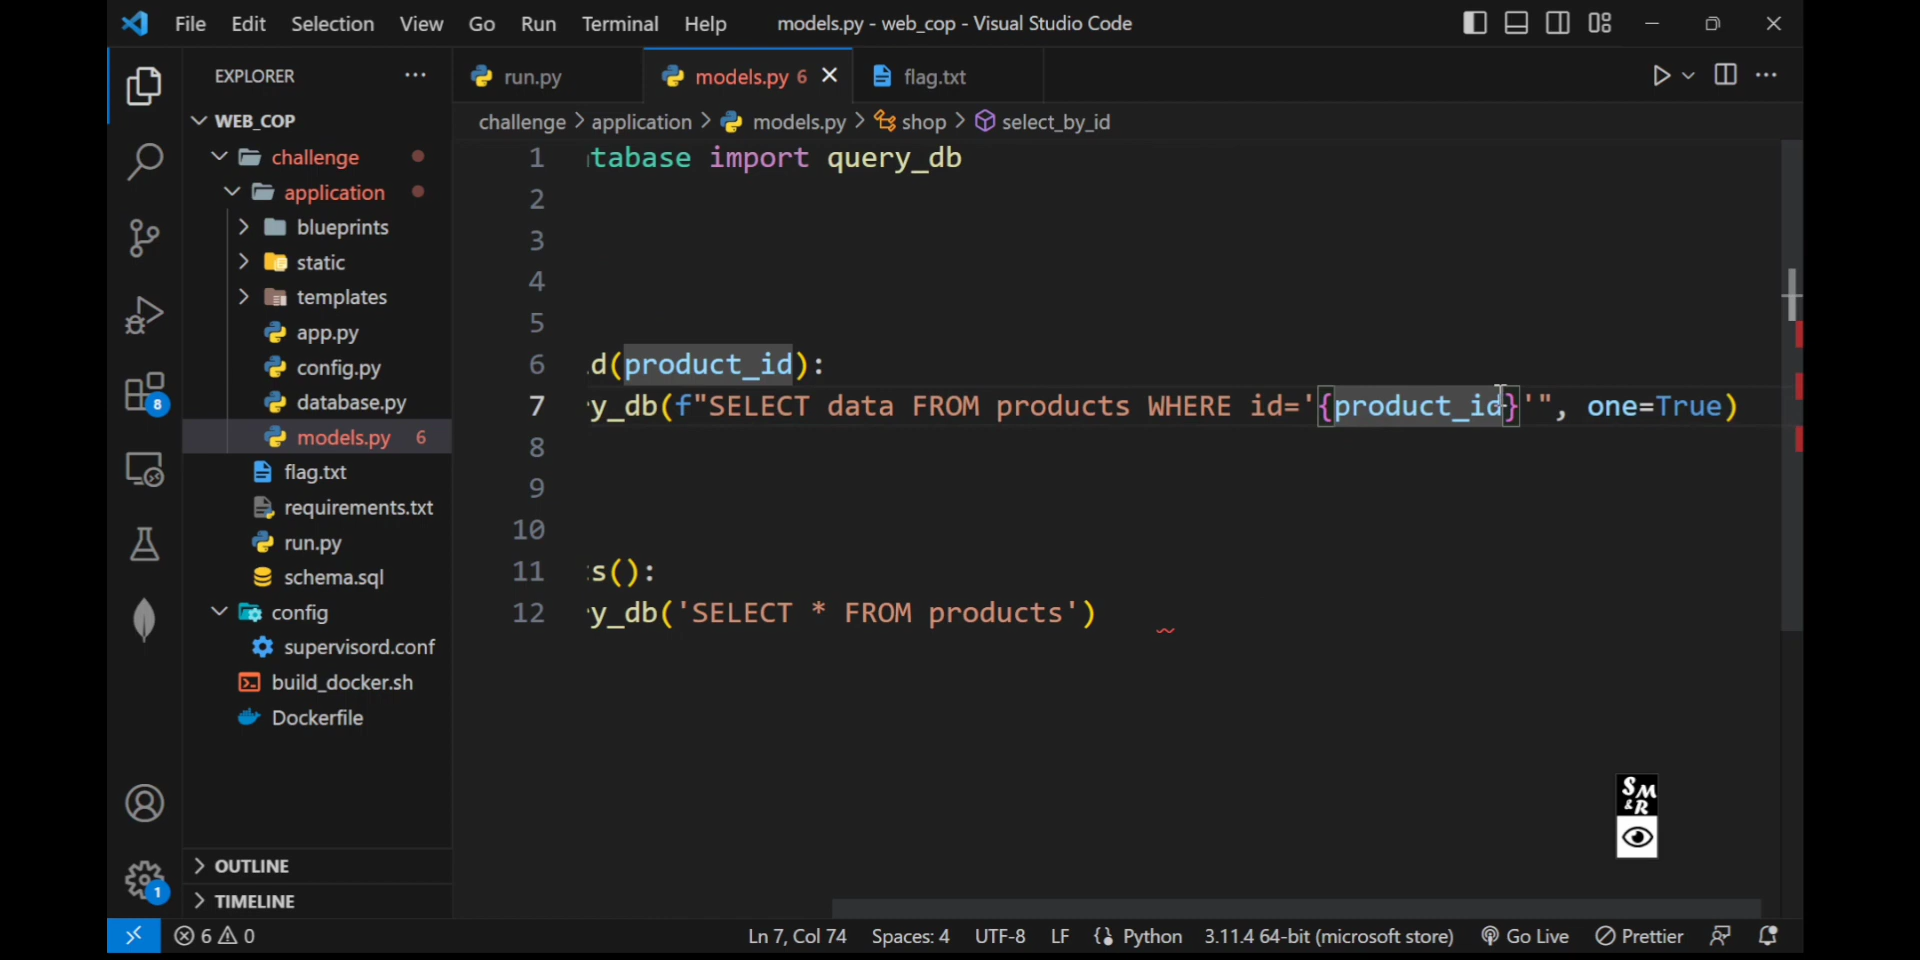 File Edit Selection View Go Run Terminal Help models.py - web_cop - Visual Studio Code
EXPLORER
run.py models.py 6 flag.txt
WEB_COP
challenge > application > models.py > shop > select_by_id
challenge
application
blueprints
static
templates
app.py
config.py
database.py
models.py 6
flag.txt
requirements.txt
run.py
schema.sql
config
supervisord.conf
build_docker.sh
Dockerfile
OUTLINE
TIMELINE
8
1
1 tabase import query_db
2
3
4
5
6 d(product_id):
7 y_db(f"SELECT data FROM products WHERE id='{product_id}'", one=True)
8
9
10
11 s():
12 y_db('SELECT * FROM products')
SM
&R
6 0 Ln 7, Col 74 Spaces: 4 UTF-8 LF Python 3.11.4 64-bit (microsoft store) Go Live Prettier